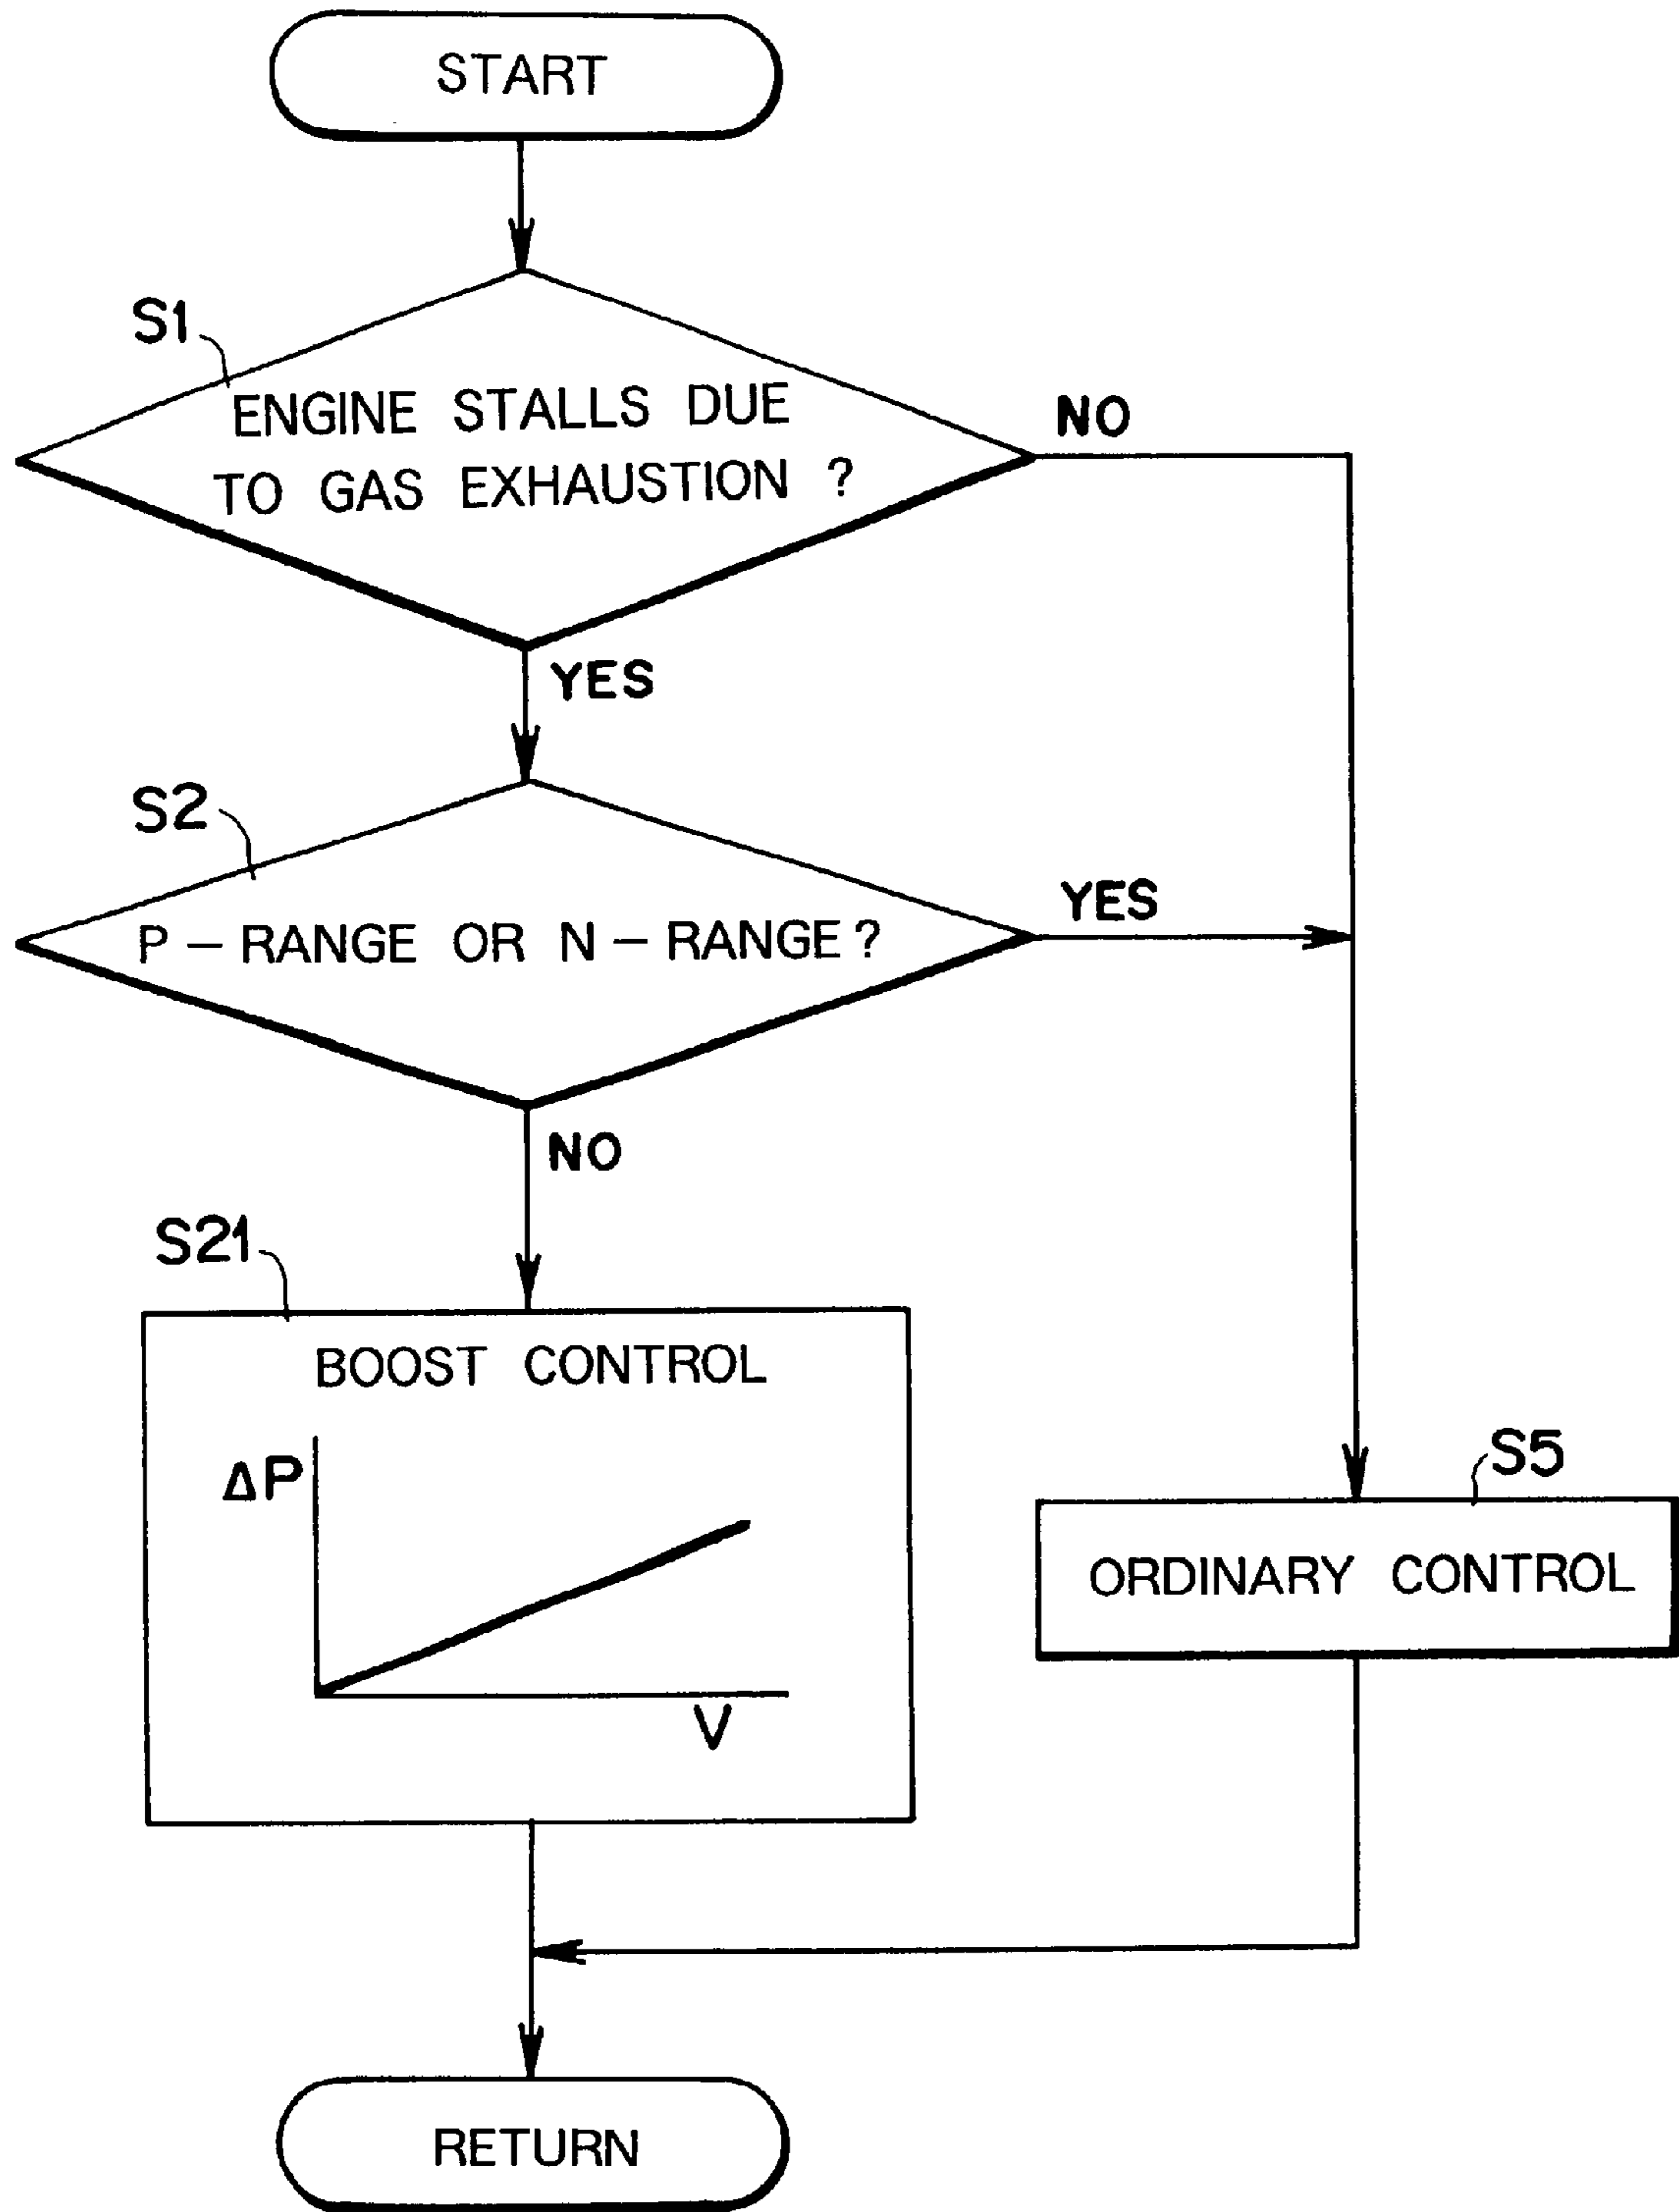 START
S1
ENGINE STALLS DUE
TO GAS EXHAUSTION ?
NO
YES
S2
P – RANGE OR N – RANGE ?
YES
NO
S21
BOOST CONTROL
ΔP
V
S5
ORDINARY CONTROL
RETURN